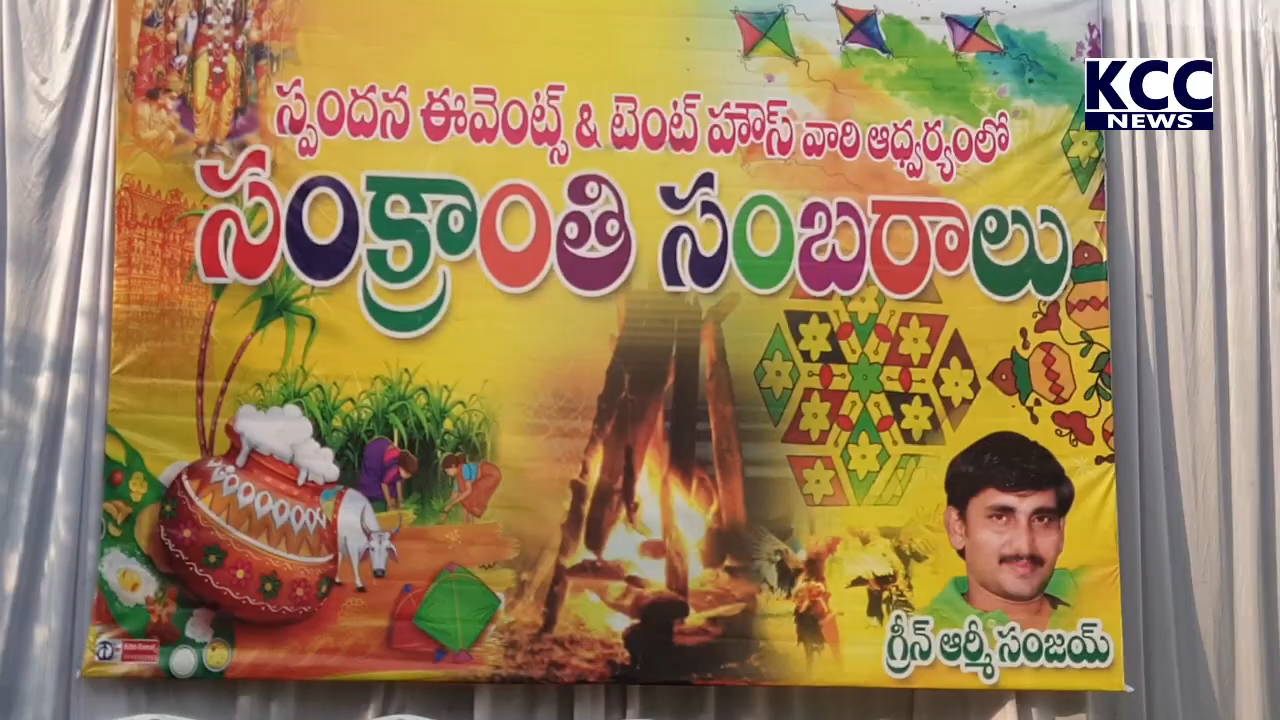 KCC
NEWS
స్పందన ఈవెంట్స్ & టెంట్ హౌస్ వారి ఆధ్వర్యంలో
సంక్రాంతి సంబరాలు
గ్రీన్ ఆర్మీ సంజయ్